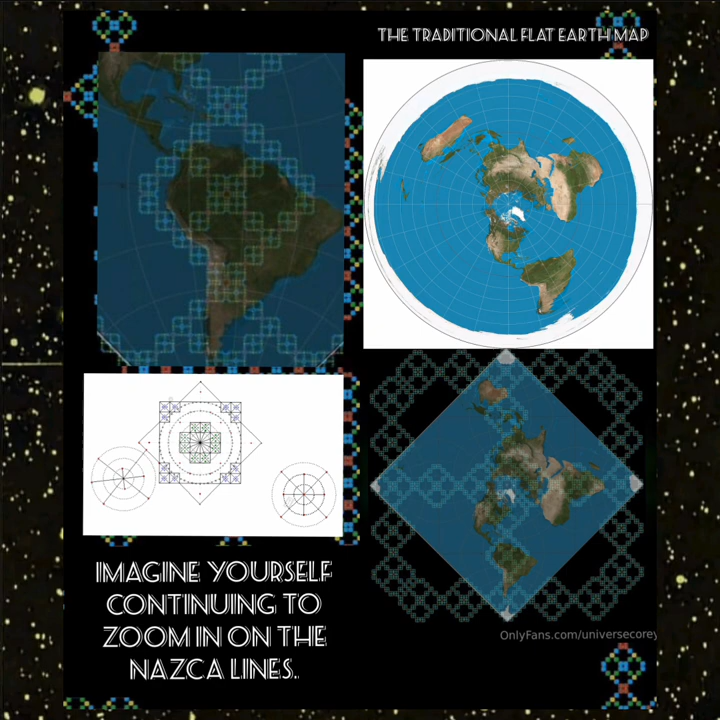 THE TRADITIONAL FLAT EARTH MAP
IMAGINE YOURSELF
CONTINUING TO
ZOOM IN ON THE
NAZCA LINES.
OnlyFans.com/universecorey